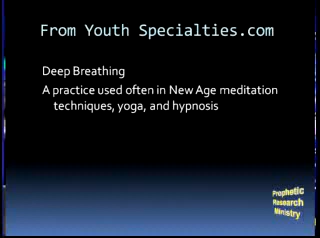 From Youth Specialties.com
Deep Breathing
A practice used often in New Age meditation
techniques, yoga, and hypnosis
Prophetic
Research
Ministry